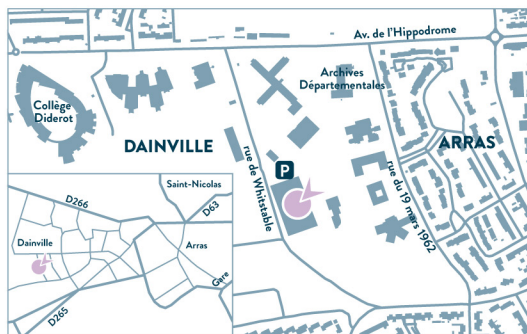 Av. de l'Hippodrome
Archives
Départementales
Collège
Diderot
DAINVILLE
ARRAS
P
rue de Whitstable
rue du 19 mars 1962
Saint-Nicolas
D266
D63
Dainville
Arras
Gare
D265